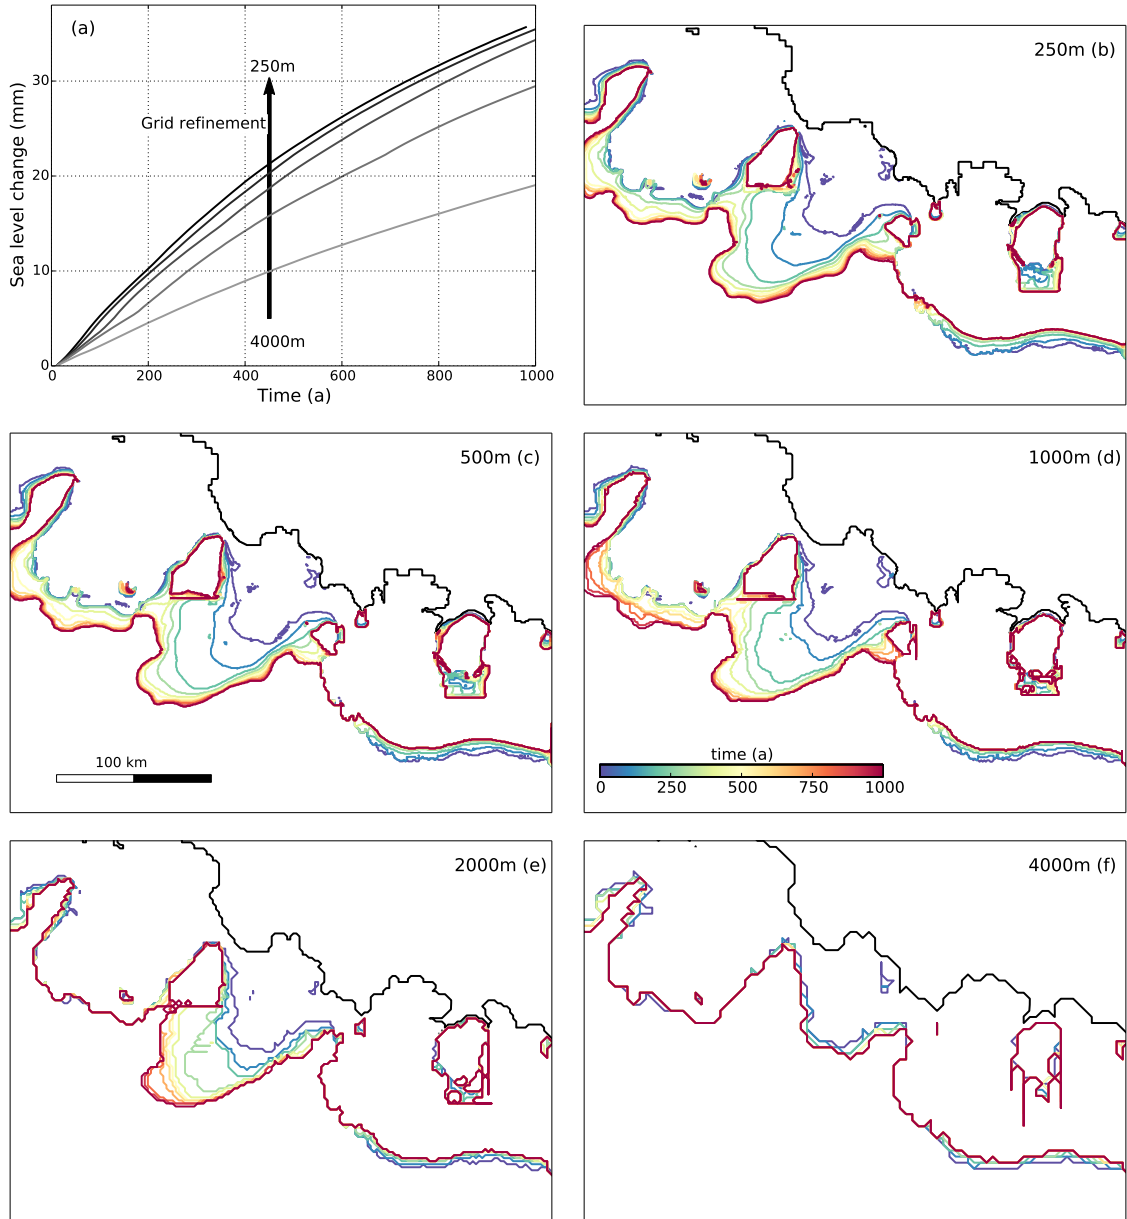 (a)
250m
Grid refinement
4000m
Sea level change (mm)
30
20
10
0
0 200 400 600 800 1000
Time (a)
250m (b)
500m (c)
100 km
1000m (d)
time (a)
0 250 500 750 1000
2000m (e)
4000m (f)